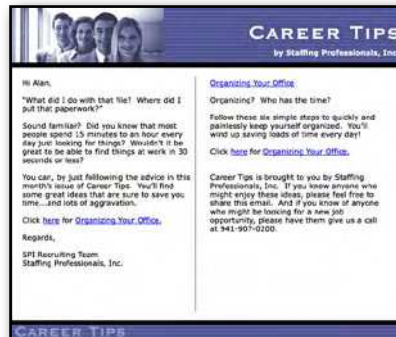 CAREER TIPS
by Staffing Professionals, Inc
Hi Alan,
"What did I do with that file? Where did I
put that paperwork?"
Sound familiar? Did you know that most
people spend 15 minutes to an hour every
day just looking for things? Wouldn't it be
great to be able to find things at work in 30
seconds or less?
You can, by just following the advice in this
month's issue of Career Tips. You'll find
some great ideas that are sure to save you
time...and lots of aggravation.
Click here for Organizing Your Office.
Regards,
SPI Recruiting Team
Staffing Professionals, Inc.
Organizing Your Office
Organizing? Who has the time?
Follow these six simple steps to quickly and
painlessly keep yourself organized. You'll
wind up saving loads of time every day!
Click here for Organizing Your Office.
Career Tips is brought to you by Staffing
Professionals, Inc. If you know anyone who
might enjoy these ideas, please feel free to
share this email. And if you know of anyone
who might be looking for a new job
opportunity, please have them give us a call
at 941-907-0200.
CAREER TIPS